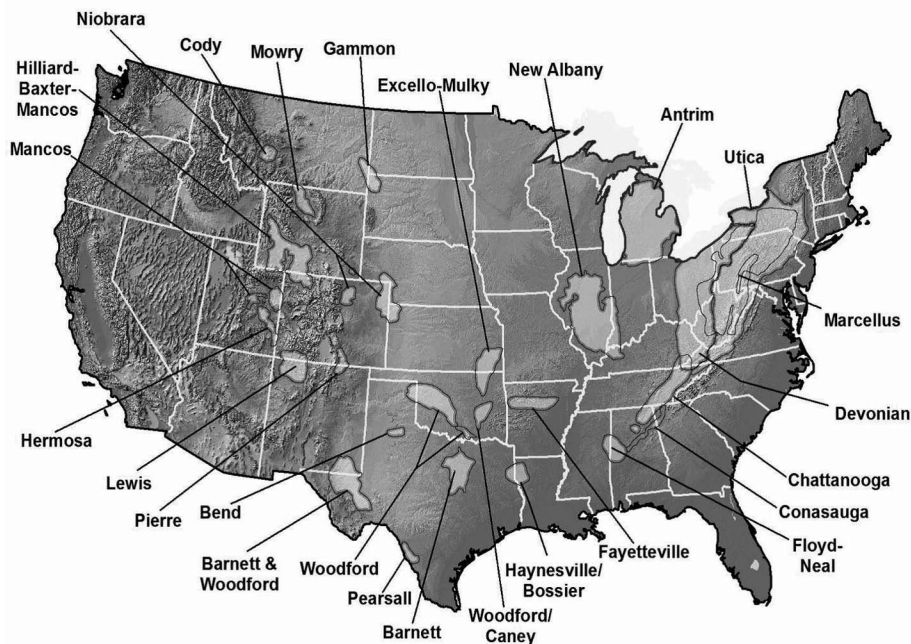 Niobrara
Cody
Mowry
Gammon
Hilliard-
Baxter-
Mancos
Excello-Mulky
New Albany
Antrim
Mancos
Utica
Marcellus
Devonian
Hermosa
Chattanooga
Lewis
Conasauga
Pierre
Bend
Floyd-
Neal
Fayetteville
Barnett &
Woodford
Woodford
Haynesville/
Bossier
Pearsall
Woodford/
Caney
Barnett